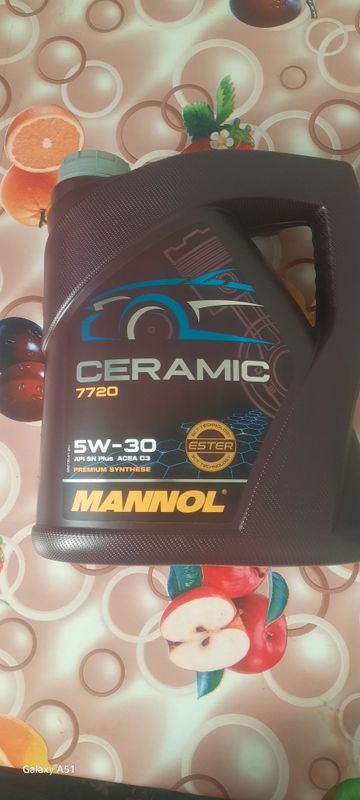 CERAMIC
7720
5W-30
API SN Plus ACEA C3
PREMIUM SYNTHESE
ESTER
MANNOL®
Galaxy A51